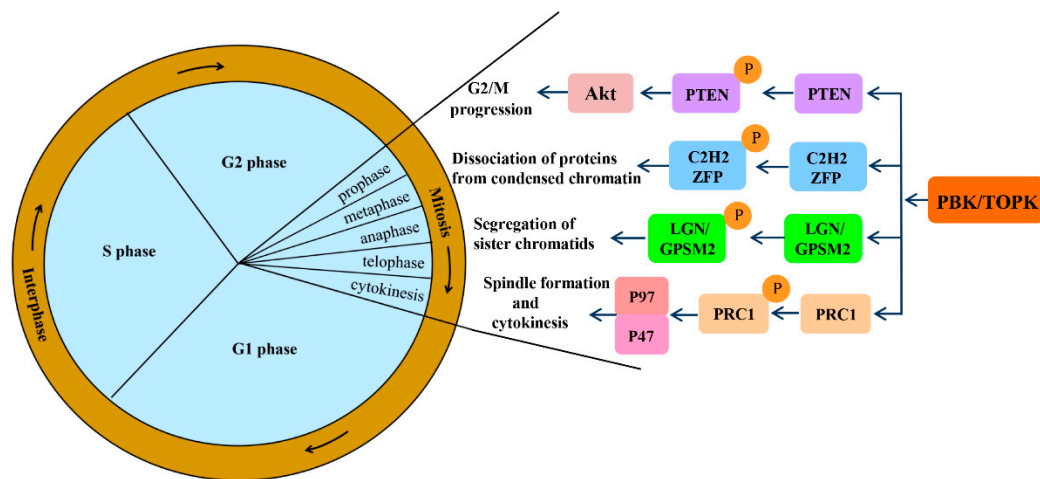 G2 phase
S phase
G1 phase
Interphase
Mitosis
prophase
metaphase
anaphase
telophase
cytokinesis
G2/M
progression
Akt
P
PTEN
PTEN
Dissociation of proteins
from condensed chromatin
P
C2H2
ZFP
C2H2
ZFP
PBK/TOPK
Segregation of
sister chromatids
P
LGN/
GPSM2
LGN/
GPSM2
Spindle formation
and
cytokinesis
P97
P47
P
PRC1
PRC1